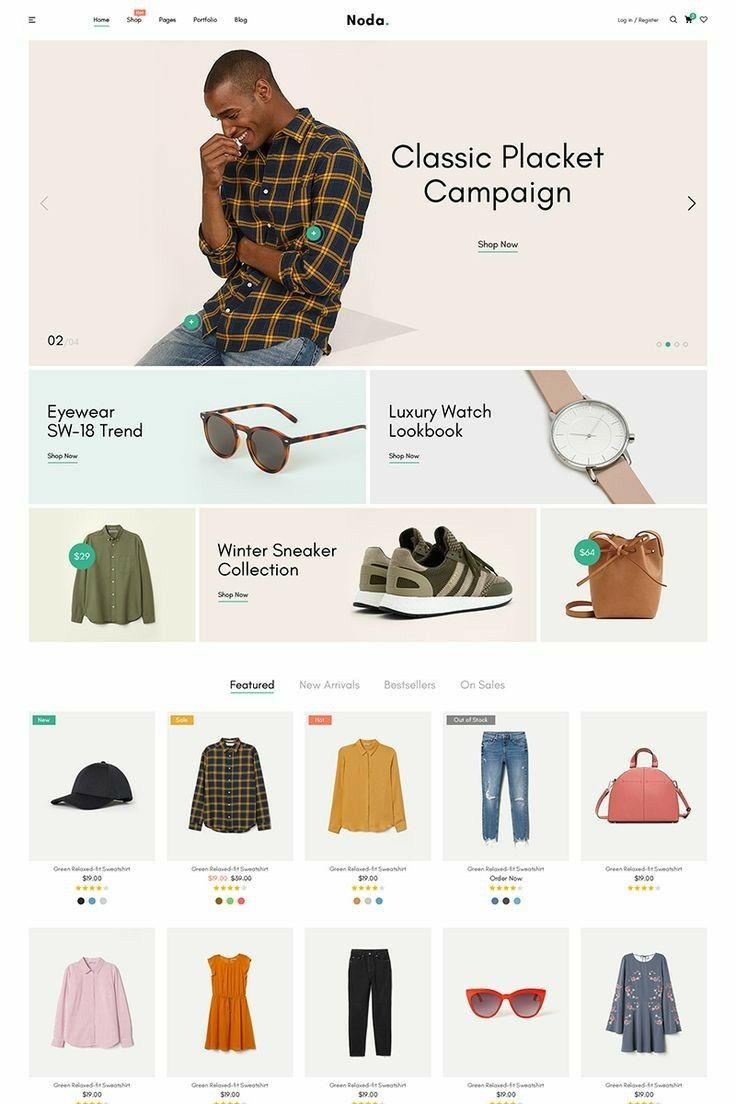 Home
Shop
Hot
Pages
Portfolio
Blog
Noda.
Log in / Register
Classic Placket
Campaign
Shop Now
02/04
Eyewear
SW-18 Trend
Shop Now
Luxury Watch
Lookbook
Shop Now
$29
Winter Sneaker
Collection
Shop Now
$64
Featured
New Arrivals
Bestsellers
On Sales
New
Sale
Hot
Out of Stock
Green Relaxed-fit Sweatshirt
$19.00
Green Relaxed-fit Sweatshirt
$19.00 $39.00
Green Relaxed-fit Sweatshirt
$19.00
Green Relaxed-fit Sweatshirt
Order Now
Green Relaxed-fit Sweatshirt
$19.00
Green Relaxed-fit Sweatshirt
$19.00
Green Relaxed-fit Sweatshirt
$19.00
Green Relaxed-fit Sweatshirt
$19.00
Green Relaxed-fit Sweatshirt
$19.00
Green Relaxed-fit Sweatshirt
$19.00